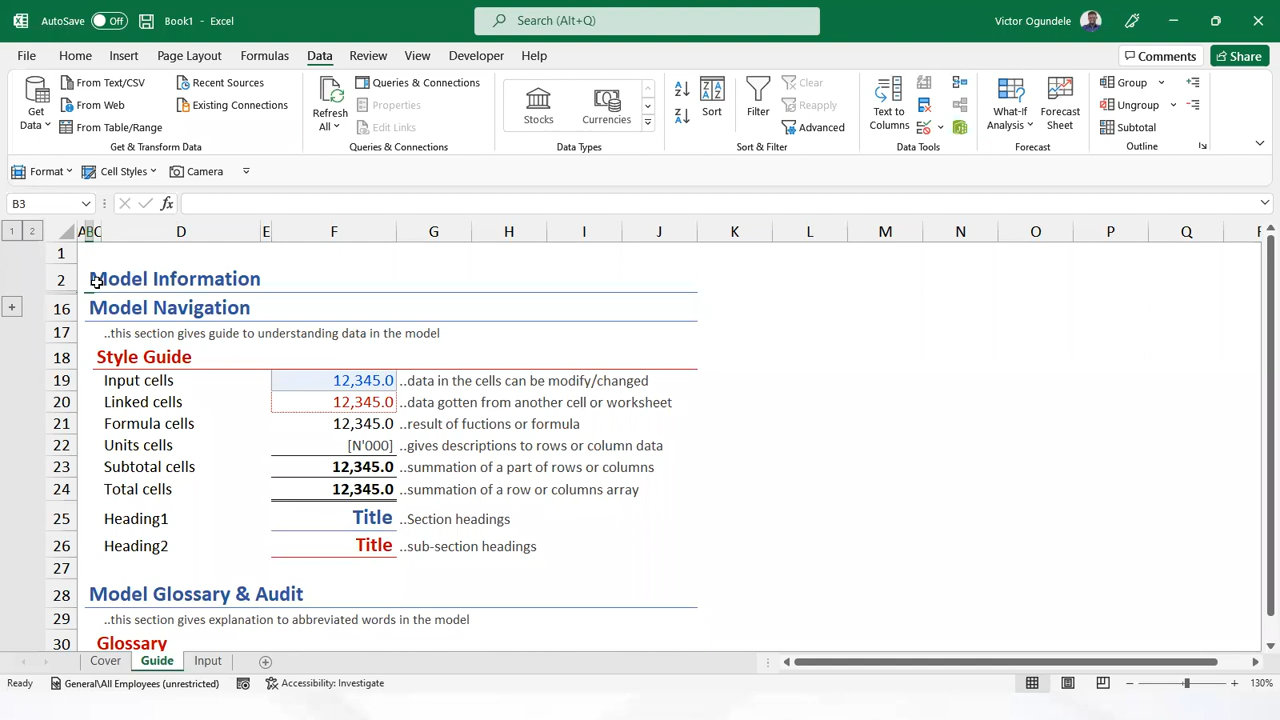 AutoSave Off Book1 - Excel Search (Alt+Q) Victor Ogundele
File Home Insert Page Layout Formulas Data Review View Developer Help Comments Share
Get Data
From Text/CSV
From Web
From Table/Range
Recent Sources
Existing Connections
Get & Transform Data
Refresh All
Queries & Connections
Properties
Edit Links
Queries & Connections
Stocks Currencies
Data Types
Sort
Filter
Clear
Reapply
Advanced
Sort & Filter
Text to Columns
Data Tools
What-If Analysis
Forecast Sheet
Forecast
Group
Ungroup
Subtotal
Outline
Format Cell Styles Camera
B3 fx
1 2 A B C D E F G H I J K L M N O P Q
1
2 Model Information
16 Model Navigation
17 ..this section gives guide to understanding data in the model
18 Style Guide
19 Input cells 12,345.0 ..data in the cells can be modify/changed
20 Linked cells 12,345.0 ..data gotten from another cell or worksheet
21 Formula cells 12,345.0 ..result of fuctions or formula
22 Units cells [N'000] ..gives descriptions to rows or column data
23 Subtotal cells 12,345.0 ..summation of a part of rows or columns
24 Total cells 12,345.0 ..summation of a row or columns array
25 Heading1 Title ..Section headings
26 Heading2 Title ..sub-section headings
27
28 Model Glossary & Audit
29 ..this section gives explanation to abbreviated words in the model
30 Glossary
Cover Guide Input
Ready General\All Employees (unrestricted) Accessibility: Investigate 130%